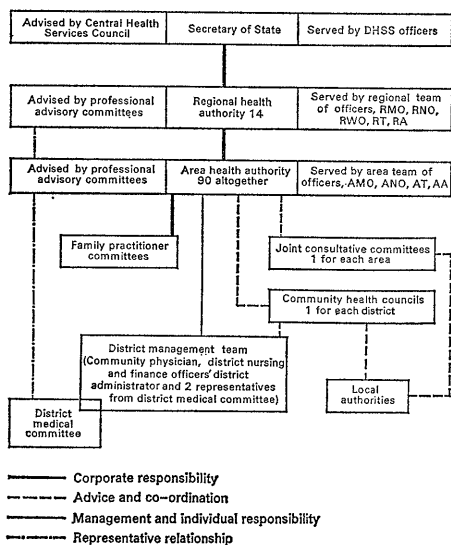 Advised by Central Health
Services Council
Secretary of State
Served by DHSS officers
Advised by professional
advisory committees
Regional health
authority 14
Served by regional team
of officers, RMO, RNO,
RWO, RT, RA
Advised by professional
advisory committees
Area health authority
90 altogether
Served by area team of
officers, AMO, ANO, AT, AA
Family practitioner
committees
Joint consultative committees
1 for each area
Community health councils
1 for each district
District management team
(Community physician, district nursing
and finance officers' district
administrator and 2 representatives
from district medical committee)
Local
authorities
District
medical
committee
Corporate responsibility
Advice and co-ordination
Management and individual responsibility
Representative relationship